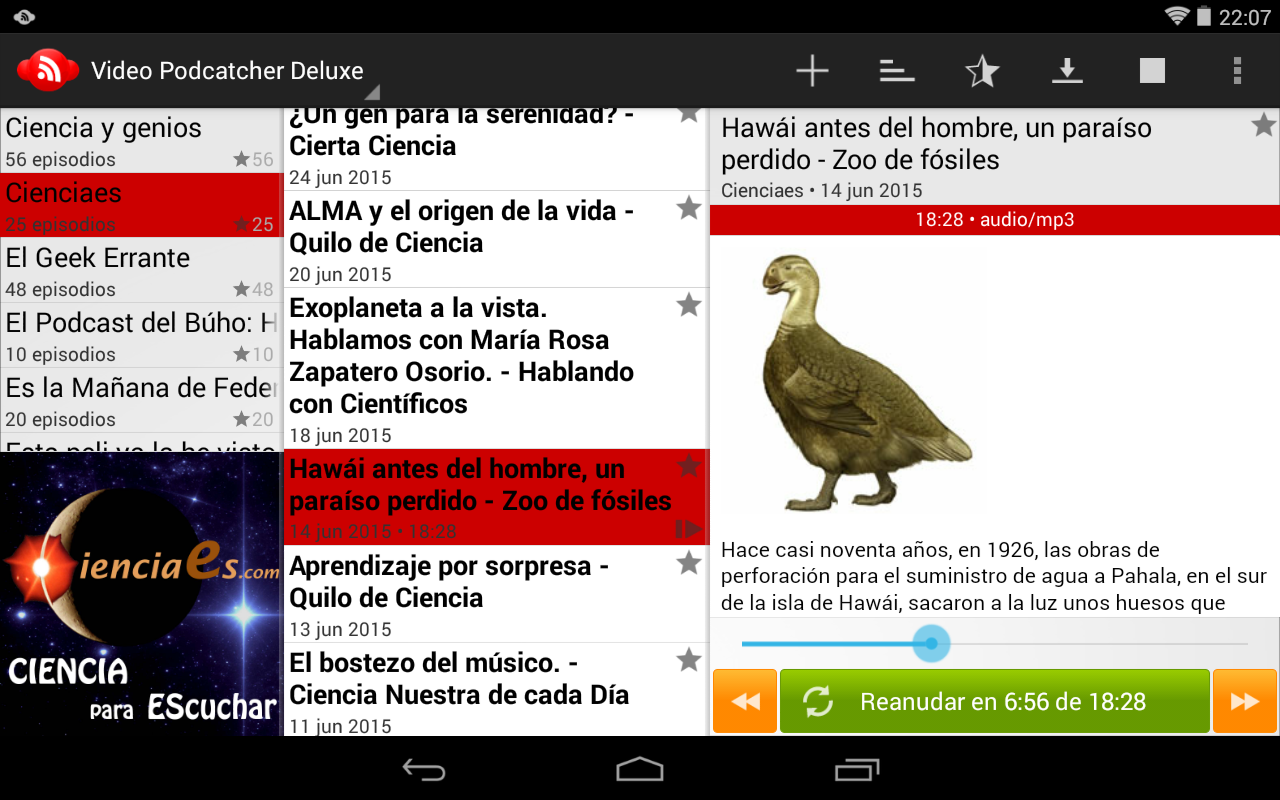 22:07
Video Podcatcher Deluxe
Ciencia y genios
56 episodios
56
Cienciaes
25 episodios
25
El Geek Errante
48 episodios
48
El Podcast del Búho: H
10 episodios
10
Es la Mañana de Feder
20 episodios
20
Esta peli ya la he visto
ienciaes.com
CIENCIA
para EScuchar
¿Un gen para la serenidad? -
Cierta Ciencia
24 jun 2015
ALMA y el origen de la vida -
Quilo de Ciencia
20 jun 2015
Exoplaneta a la vista.
Hablamos con María Rosa
Zapatero Osorio. - Hablando
con Científicos
18 jun 2015
Hawái antes del hombre, un
paraíso perdido - Zoo de fósiles
14 jun 2015 • 18:28
Aprendizaje por sorpresa -
Quilo de Ciencia
13 jun 2015
El bostezo del músico. -
Ciencia Nuestra de cada Día
11 jun 2015
Hawái antes del hombre, un paraíso
perdido - Zoo de fósiles
Cienciaes • 14 jun 2015
18:28 • audio/mp3
Hace casi noventa años, en 1926, las obras de
perforación para el suministro de agua a Pahala, en el sur
de la isla de Hawái, sacaron a la luz unos huesos que
Reanudar en 6:56 de 18:28